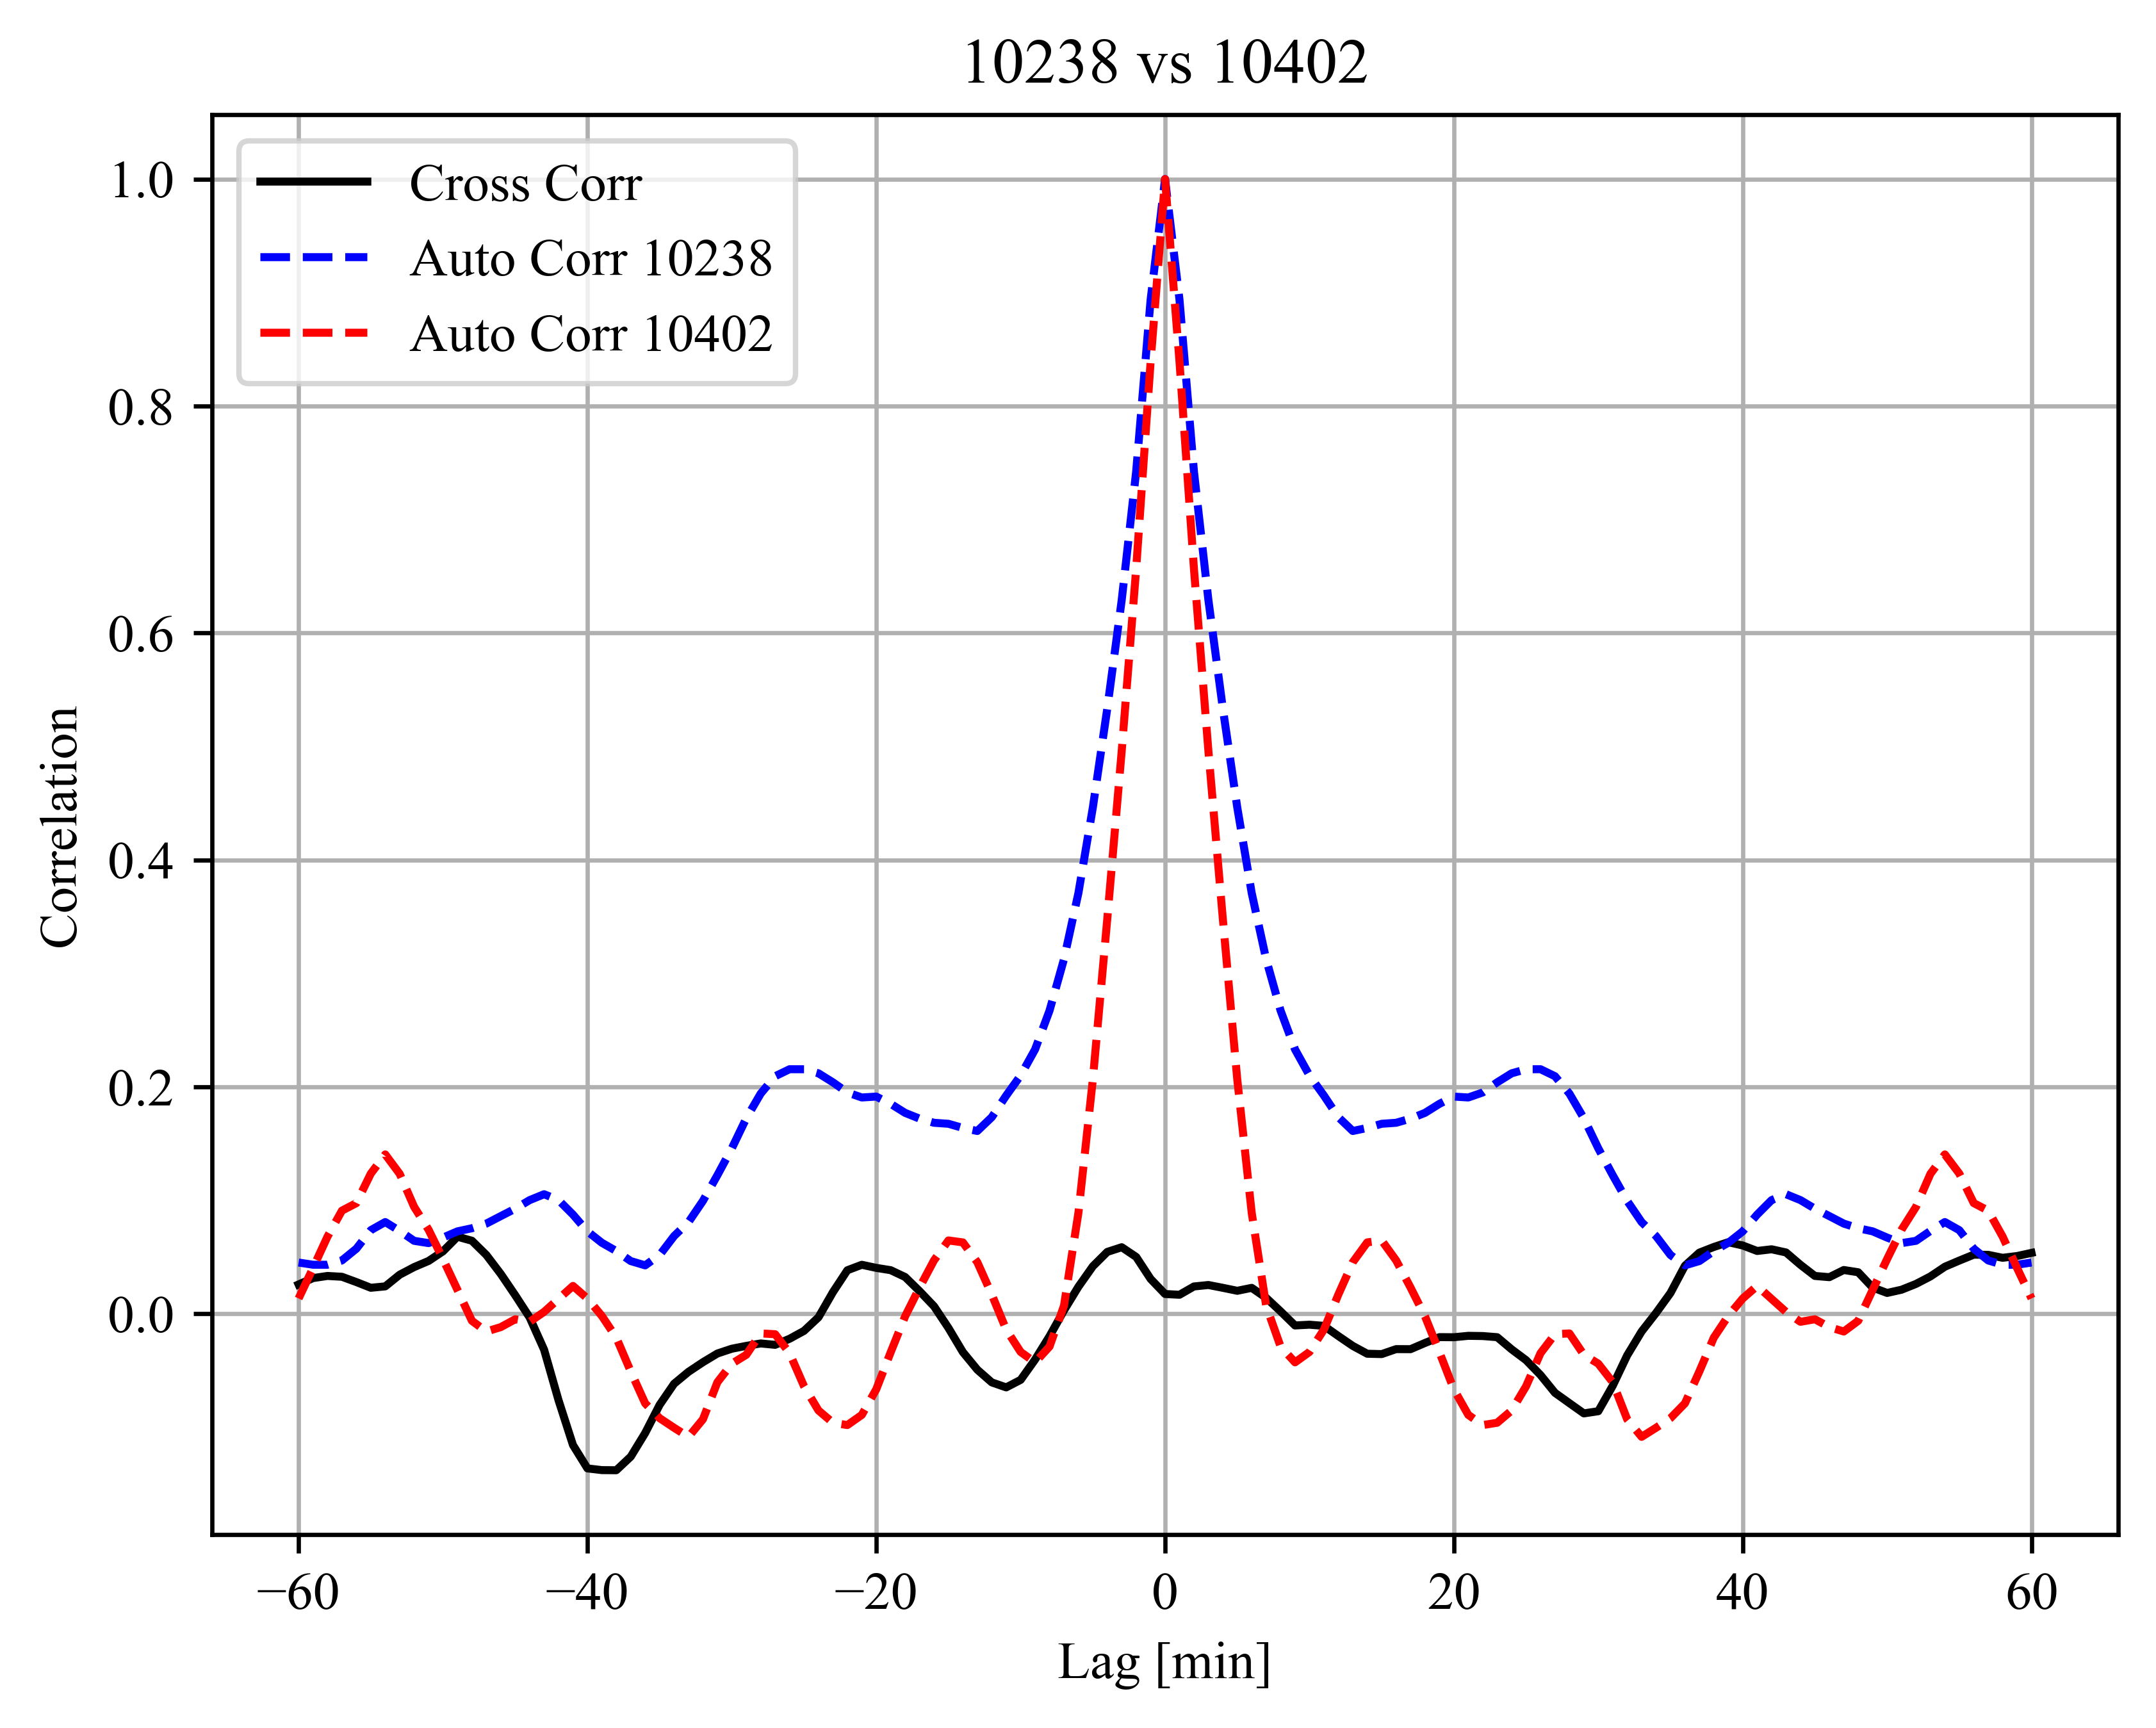 10238 vs 10402
Cross Corr
Auto Corr 10238
Auto Corr 10402
1.0
0.8
0.6
0.4
0.2
0.0
Correlation
−60
−40
−20
0
20
40
60
Lag [min]